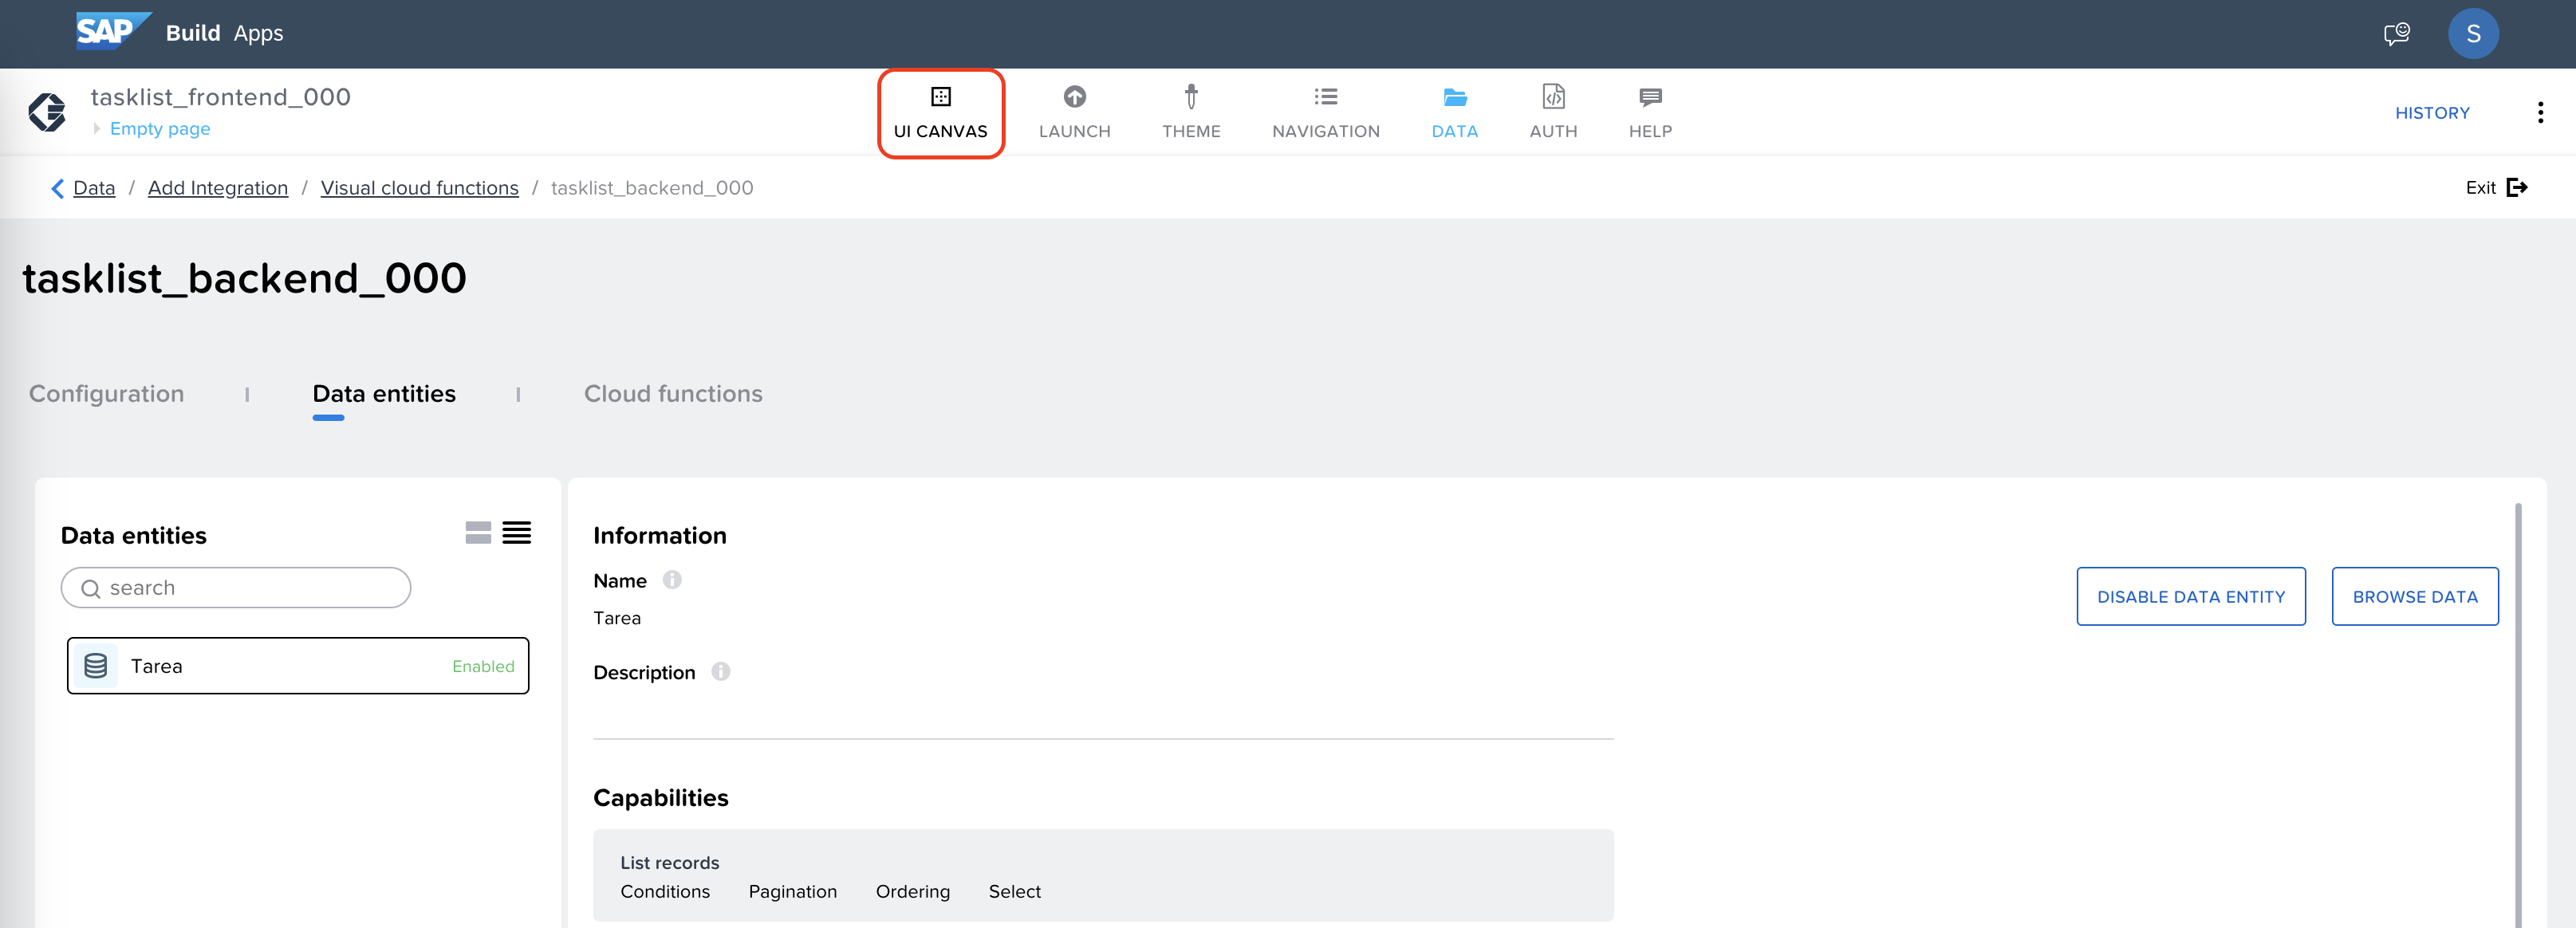 SAP Build Apps
S
tasklist_frontend_000
Empty page
UI CANVAS
LAUNCH
THEME
NAVIGATION
DATA
AUTH
HELP
HISTORY
Data / Add Integration / Visual cloud functions / tasklist_backend_000
Exit
tasklist_backend_000
Configuration | Data entities | Cloud functions
Data entities
search
Tarea Enabled
Information
Name
Tarea
DISABLE DATA ENTITY
BROWSE DATA
Description
Capabilities
List records
Conditions Pagination Ordering Select